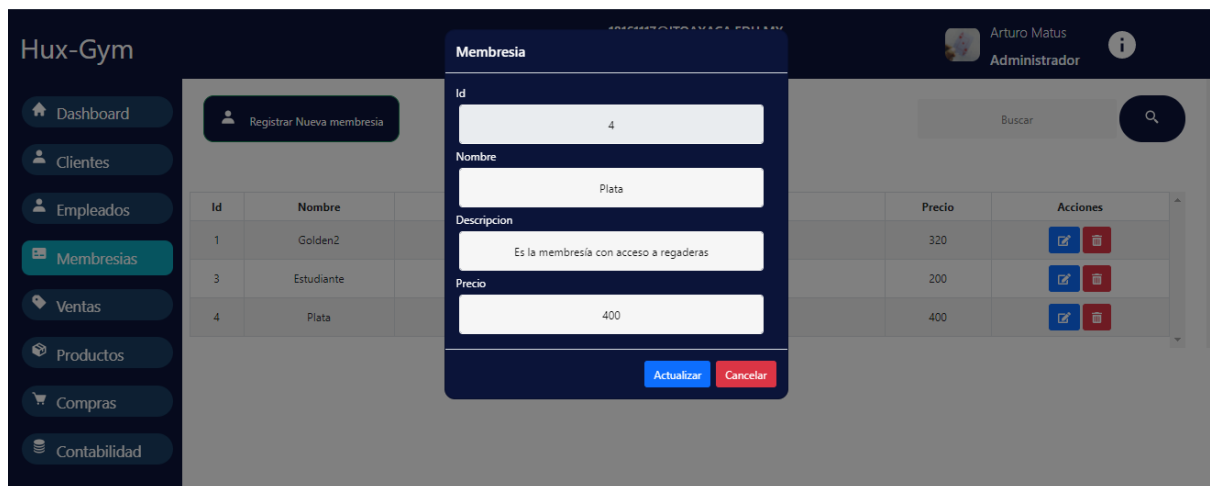 Hux-Gym
Arturo Matus
Administrador
Dashboard
Clientes
Empleados
Membresias
Ventas
Productos
Compras
Contabilidad
Registrar Nueva membresia
Buscar
Id Nombre Precio Acciones
1 Golden2 320
3 Estudiante 200
4 Plata 400
Membresia
Id
4
Nombre
Plata
Descripcion
Es la membresía con acceso a regaderas
Precio
400
Actualizar Cancelar